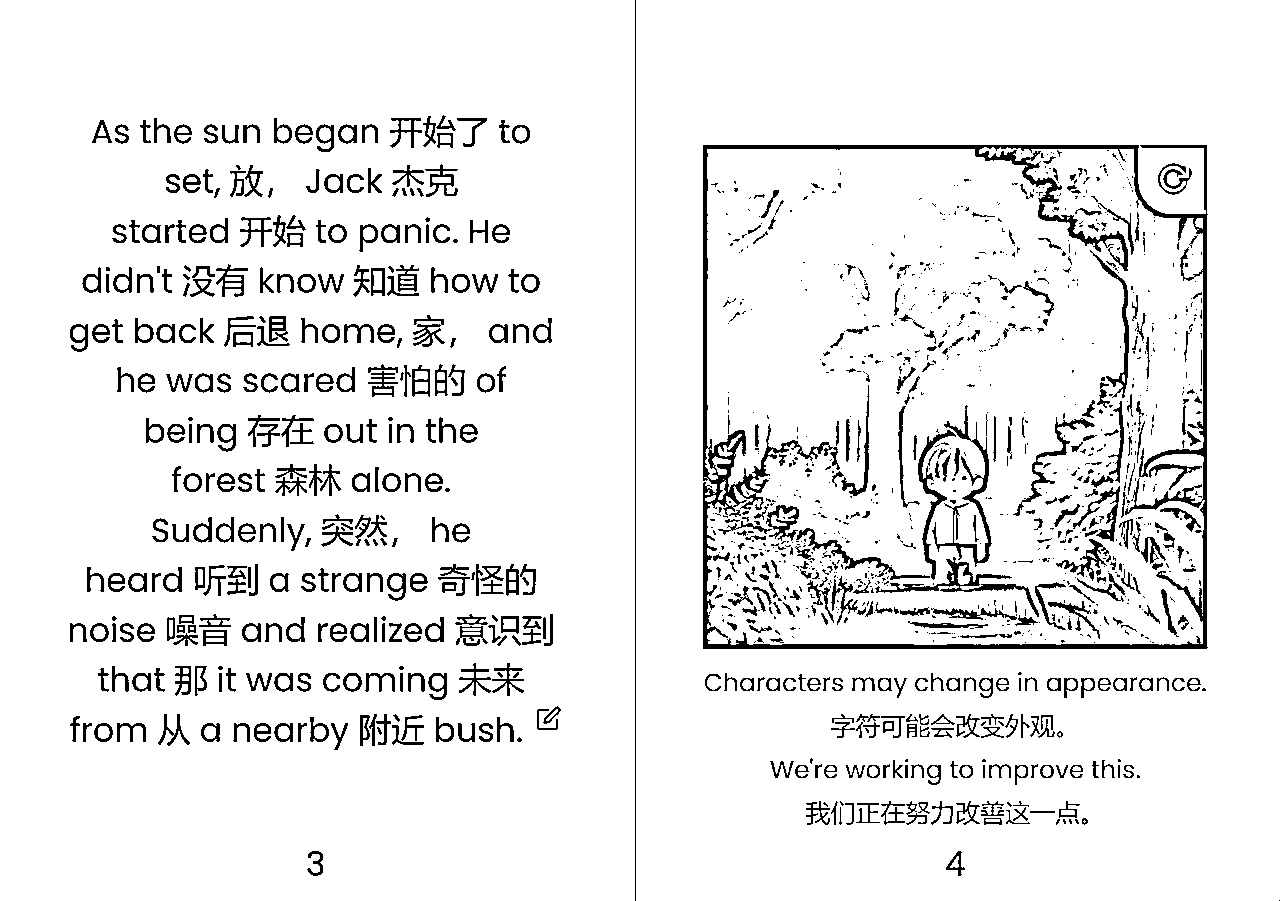 As the sun began 开始了 to
set, 放， Jack 杰克
started 开始 to panic. He
didn't 没有 know 知道 how to
get back 后退 home, 家， and
he was scared 害怕的 of
being 存在 out in the
forest 森林 alone.
Suddenly, 突然， he
heard 听到 a strange 奇怪的
noise 噪音 and realized 意识到
that 那 it was coming 未来
from 从 a nearby 附近 bush.
3
Characters may change in appearance.
字符可能会改变外观。
We're working to improve this.
我们正在努力改善这一点。
4